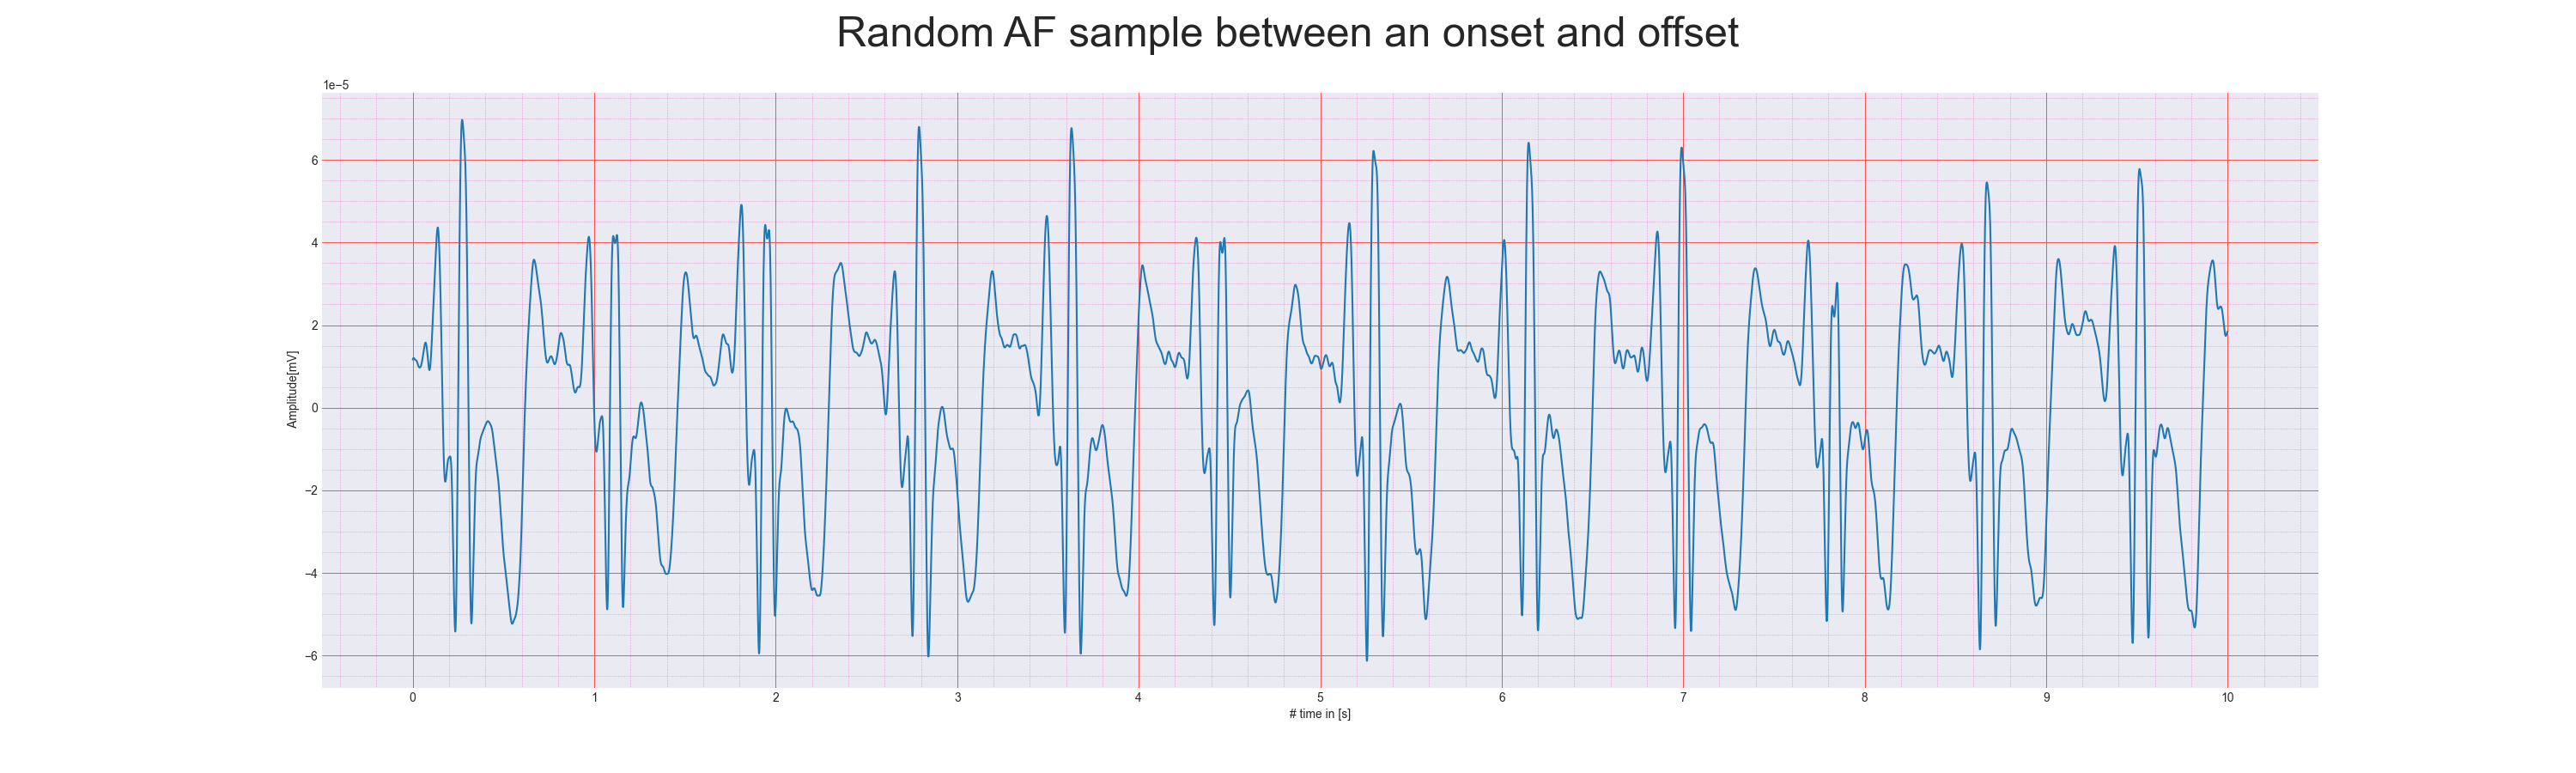 Random AF sample between an onset and offset
1e−5
6
4
2
0
−2
−4
−6
Amplitude[mV]
0 1 2 3 4 5 6 7 8 9 10
# time in [s]